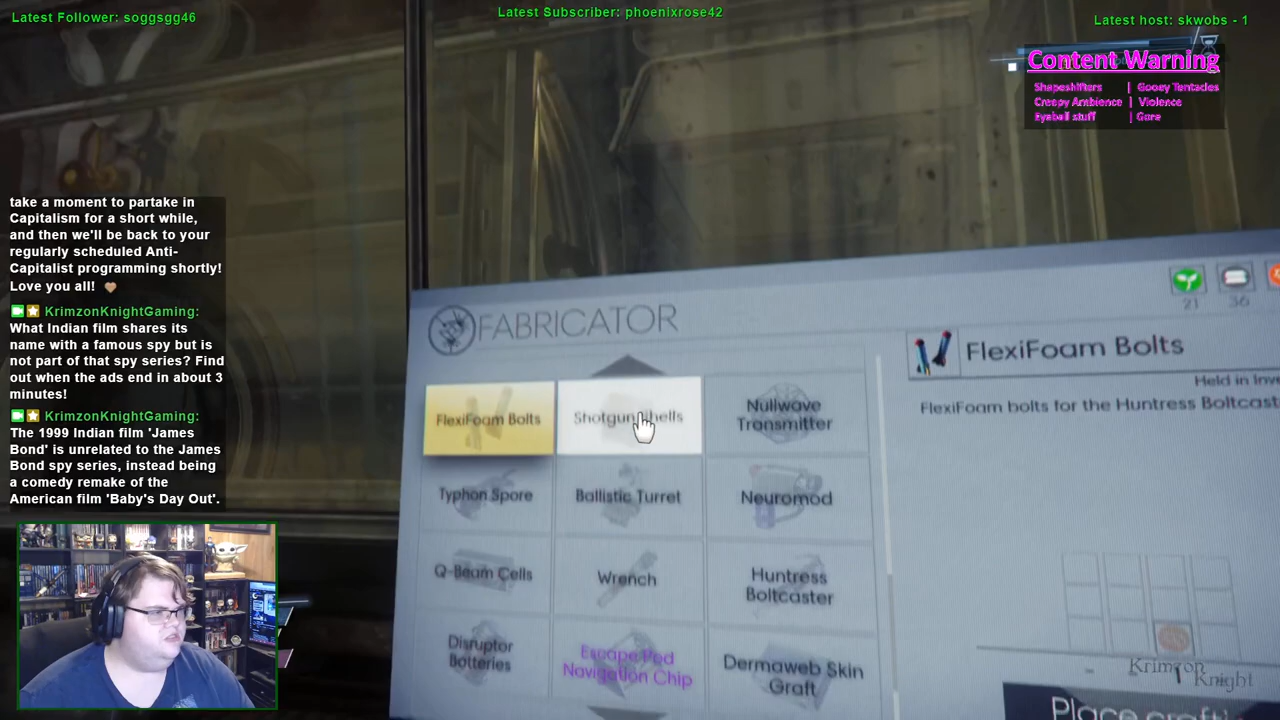 Latest Follower: soggsgg46
Latest Subscriber: phoenixrose42
Latest host: skwobs - 1
Content Warning
Shapeshifters | Gooey Tentacles
Creepy Ambience | Violence
Eyeball stuff | Gore
take a moment to partake in
Capitalism for a short while,
and then we'll be back to your
regularly scheduled Anti-
Capitalist programming shortly!
Love you all!
KrimzonKnightGaming:
What Indian film shares its
name with a famous spy but is
not part of that spy series? Find
out when the ads end in about 3
minutes!
KrimzonKnightGaming:
The 1999 Indian film 'James
Bond' is unrelated to the James
Bond spy series, instead being
a comedy remake of the
American film 'Baby's Day Out'.
FABRICATOR
21
36
FlexiFoam Bolts
Shotgun Shells
Nullwave
Transmitter
Typhon Spore
Ballistic Turret
Neuromod
Q-Beam Cells
Wrench
Huntress
Boltcaster
Disruptor
Batteries
Escape Pod
Navigation Chip
Dermaweb Skin
Graft
FlexiFoam Bolts
Held in Inve
FlexiFoam bolts for the Huntress Boltcast
Krimzon
Knight
Place crafti